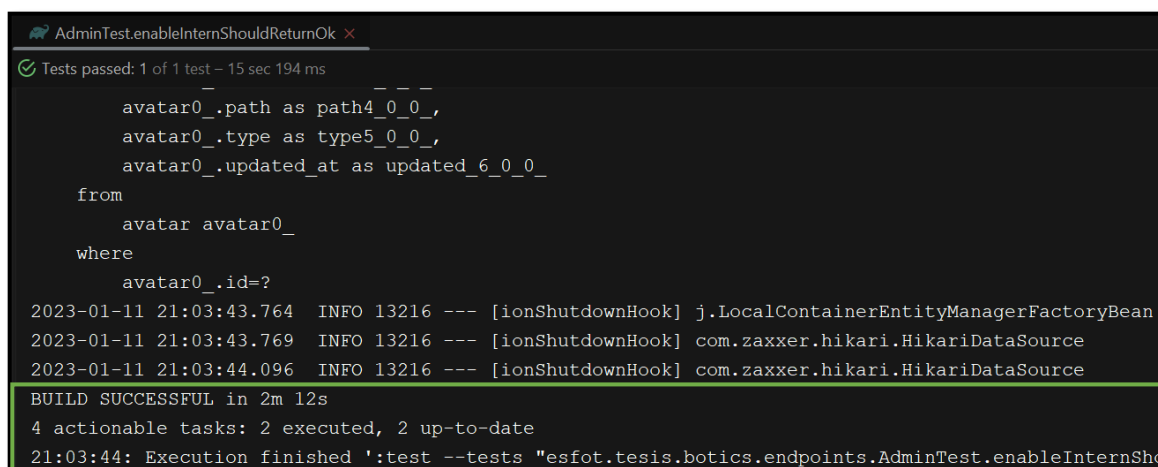 AdminTest.enableInternShouldReturnOk ×
Tests passed: 1 of 1 test – 15 sec 194 ms
avatar0_.path as path4_0_0_,
avatar0_.type as type5_0_0_,
avatar0_.updated_at as updated_6_0_0_
from
avatar avatar0_
where
avatar0_.id=?
2023-01-11 21:03:43.764  INFO 13216 --- [ionShutdownHook] j.LocalContainerEntityManagerFactoryBean
2023-01-11 21:03:43.769  INFO 13216 --- [ionShutdownHook] com.zaxxer.hikari.HikariDataSource
2023-01-11 21:03:44.096  INFO 13216 --- [ionShutdownHook] com.zaxxer.hikari.HikariDataSource
BUILD SUCCESSFUL in 2m 12s
4 actionable tasks: 2 executed, 2 up-to-date
21:03:44: Execution finished ':test --tests "esfot.tesis.botics.endpoints.AdminTest.enableInternSho